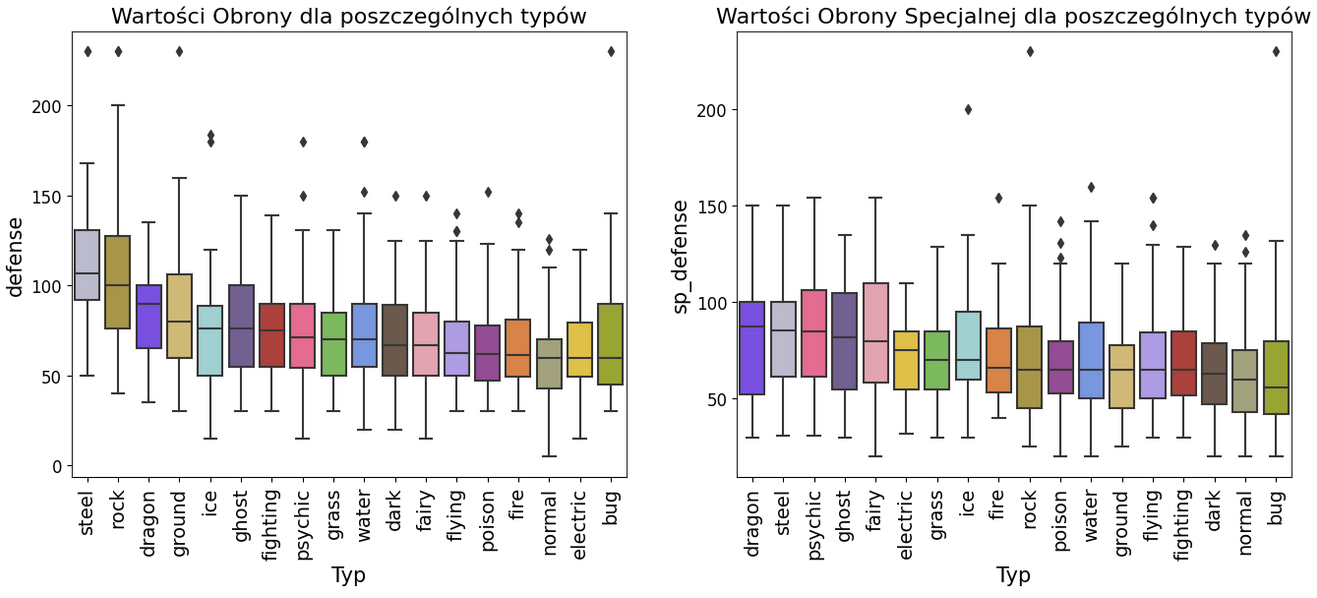 Wartości Obrony dla poszczególnych typów
defense
200
150
100
50
0
steel
rock
dragon
ground
ice
ghost
fighting
psychic
grass
water
dark
fairy
flying
poison
fire
normal
electric
bug
Typ
Wartości Obrony Specjalnej dla poszczególnych typów
sp_defense
200
150
100
50
dragon
steel
psychic
ghost
fairy
electric
grass
ice
fire
rock
poison
water
ground
flying
fighting
dark
normal
bug
Typ